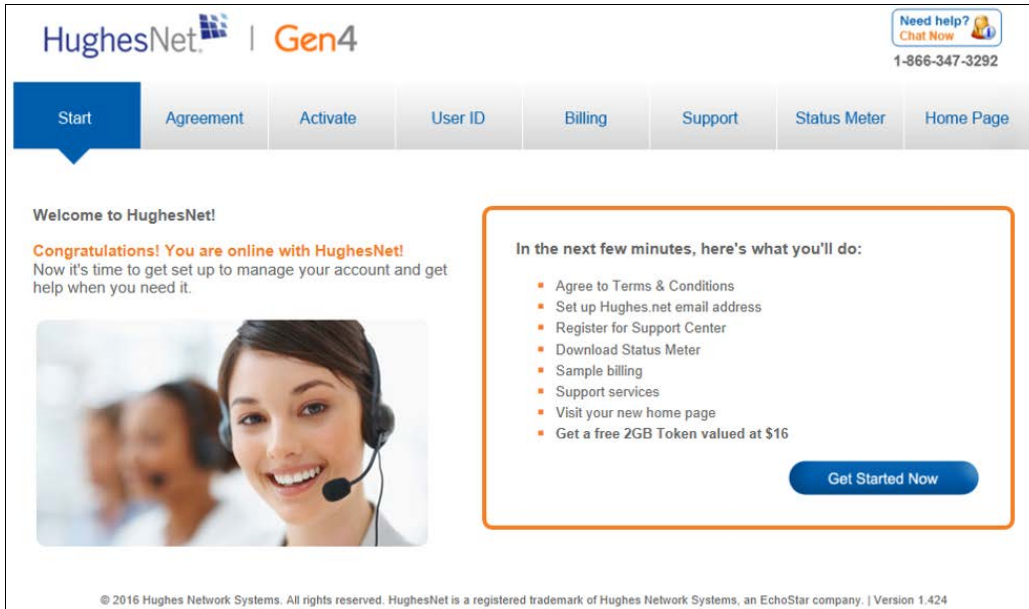 HughesNet. | Gen4
Need help?
Chat Now
1-866-347-3292
Start Agreement Activate User ID Billing Support Status Meter Home Page
Welcome to HughesNet!
Congratulations! You are online with HughesNet!
Now it's time to get set up to manage your account and get
help when you need it.
In the next few minutes, here's what you'll do:
Agree to Terms & Conditions
Set up Hughes.net email address
Register for Support Center
Download Status Meter
Sample billing
Support services
Visit your new home page
Get a free 2GB Token valued at $16
Get Started Now
© 2016 Hughes Network Systems. All rights reserved. HughesNet is a registered trademark of Hughes Network Systems, an EchoStar company. | Version 1.424